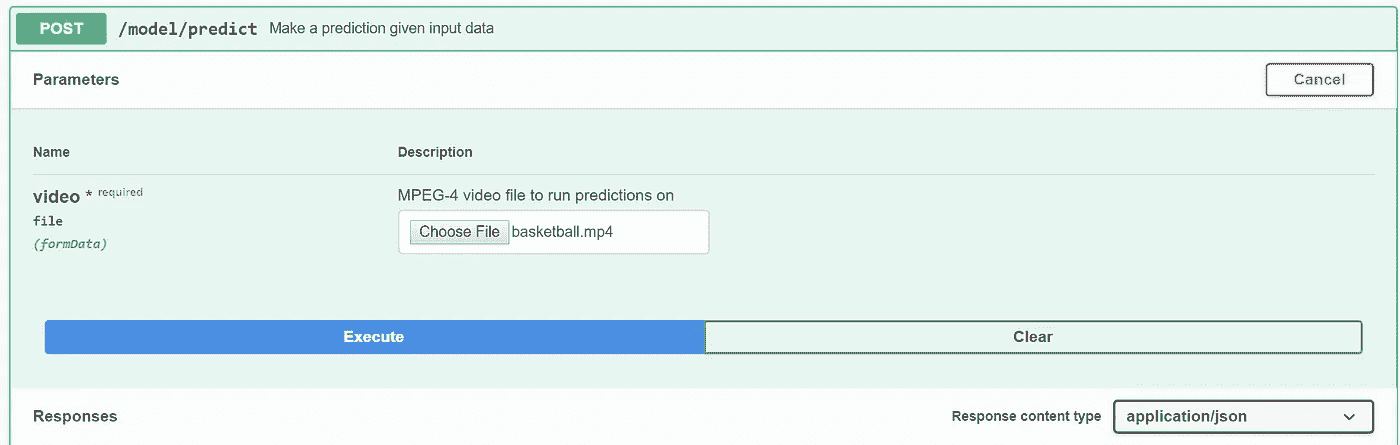 POST /model/predict Make a prediction given input data
Parameters Cancel
Name Description
video * required MPEG-4 video file to run predictions on
file
Choose File basketball.mp4
(formData)
Execute Clear
Responses Response content type application/json